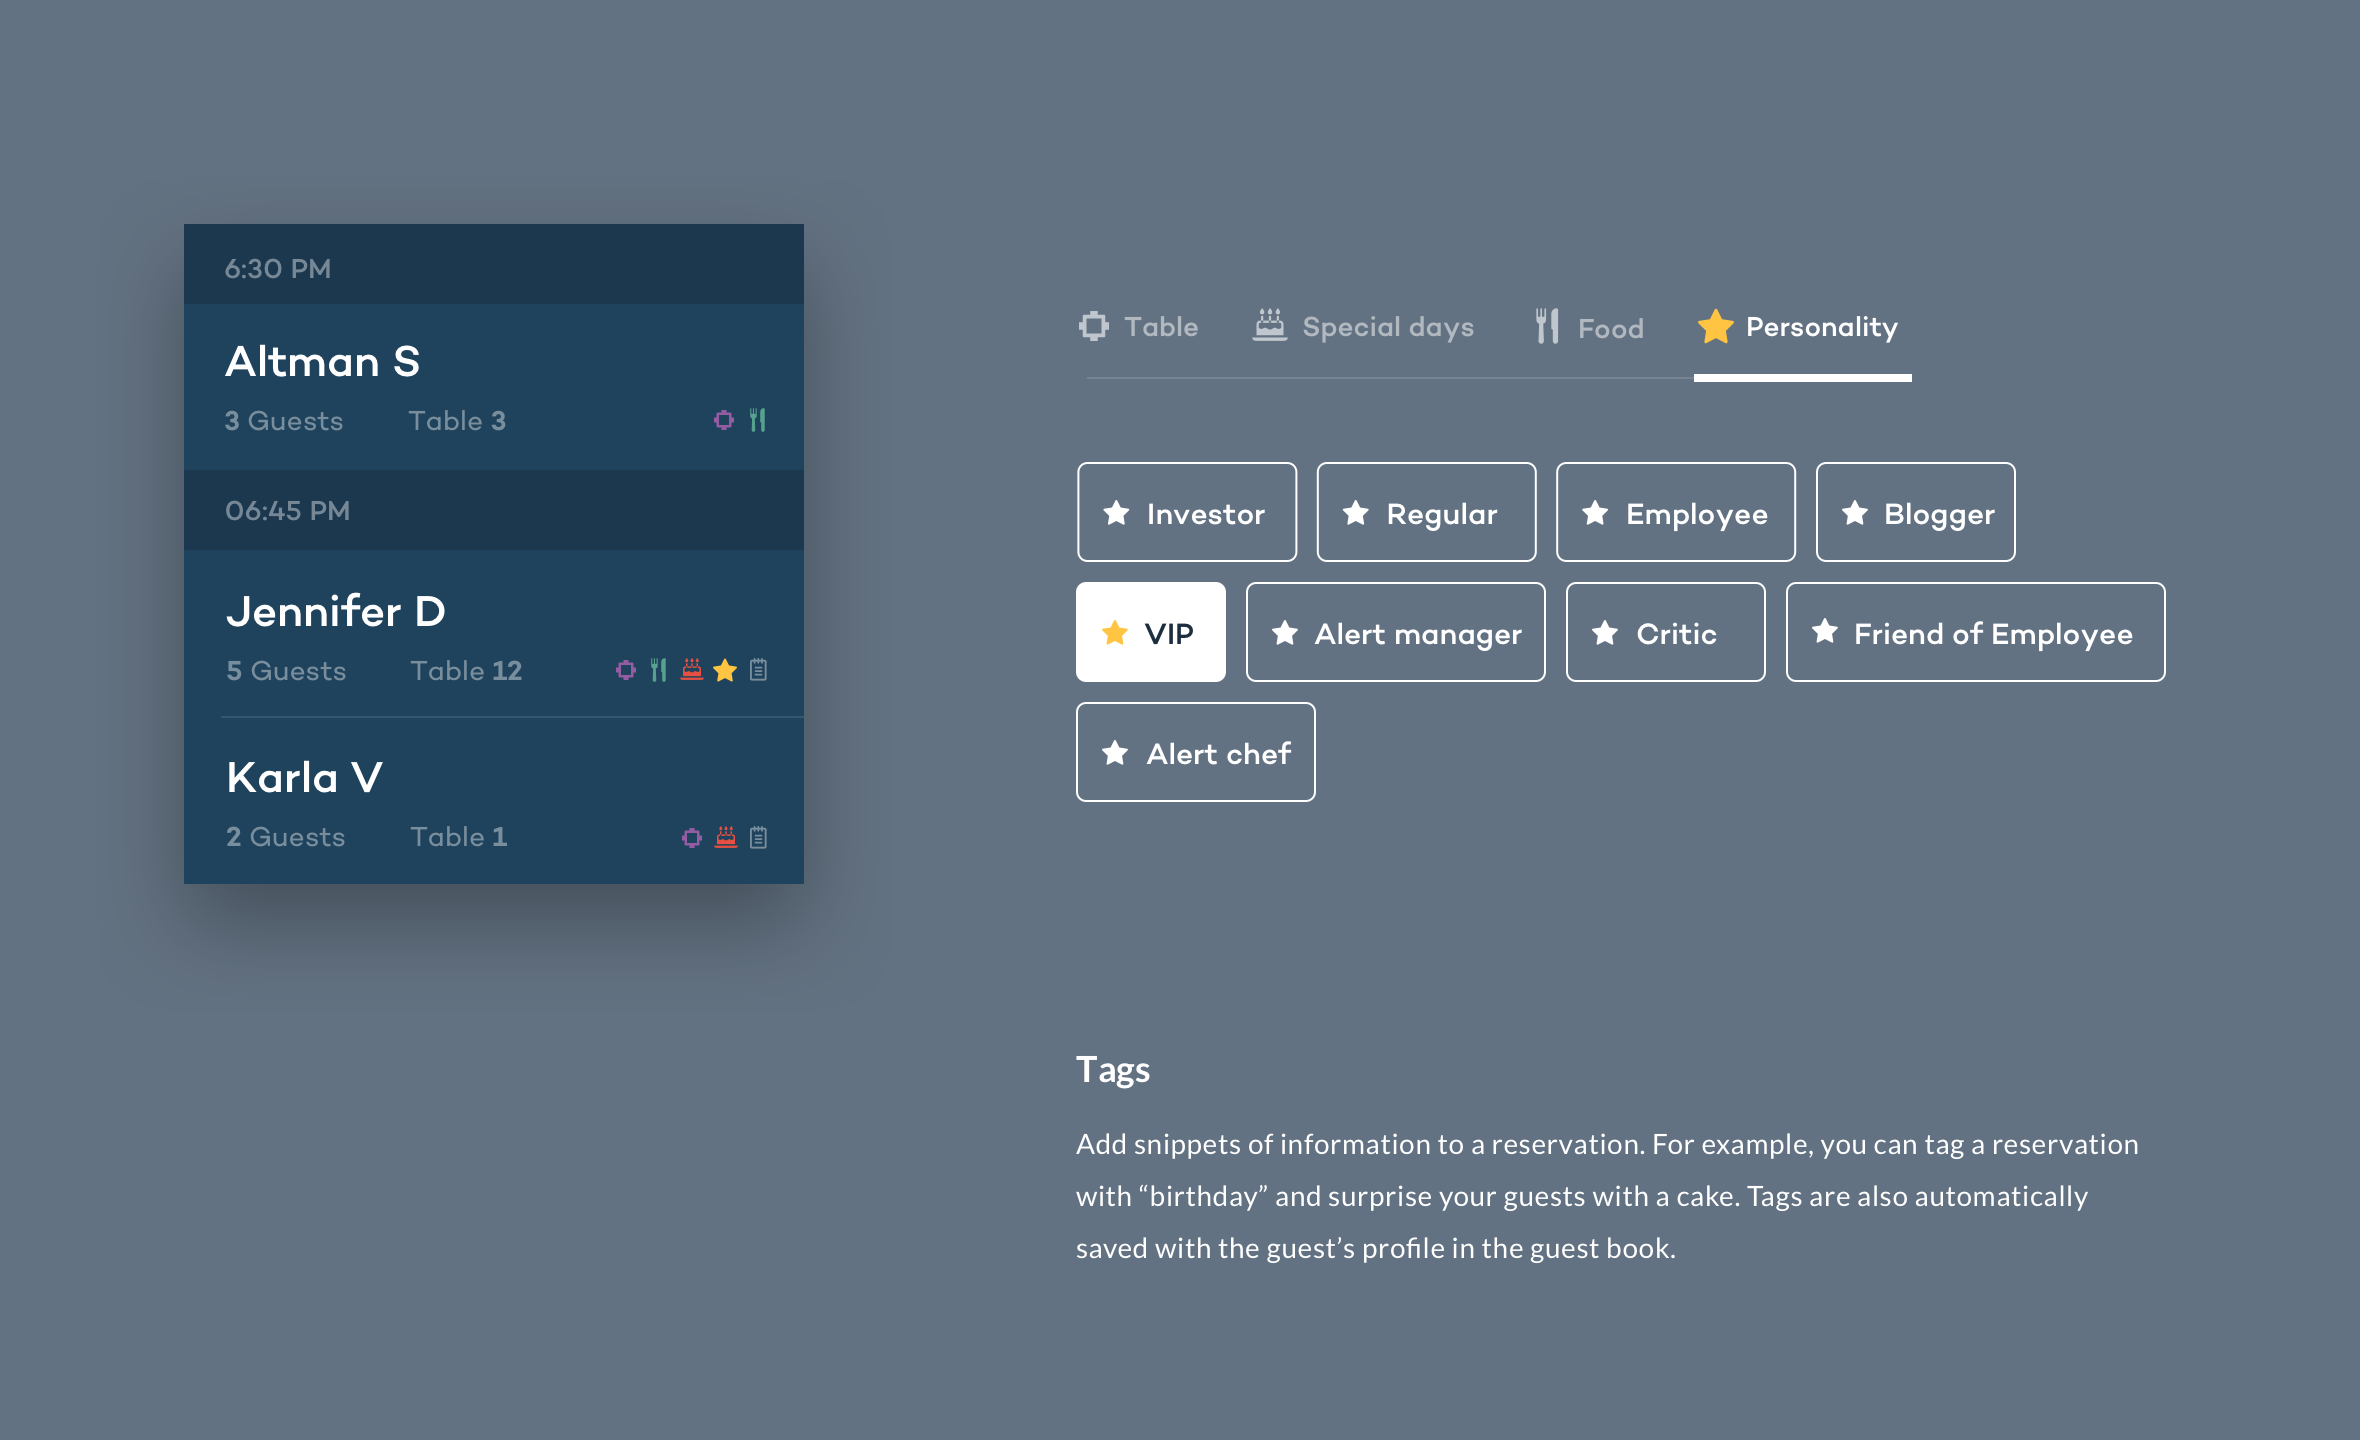 6:30 PM
Altman S
3 Guests Table 3
06:45 PM
Jennifer D
5 Guests Table 12
Karla V
2 Guests Table 1
Table Special days Food Personality
Investor Regular Employee Blogger
VIP Alert manager Critic Friend of Employee
Alert chef
Tags
Add snippets of information to a reservation. For example, you can tag a reservation
with “birthday” and surprise your guests with a cake. Tags are also automatically
saved with the guest’s profile in the guest book.